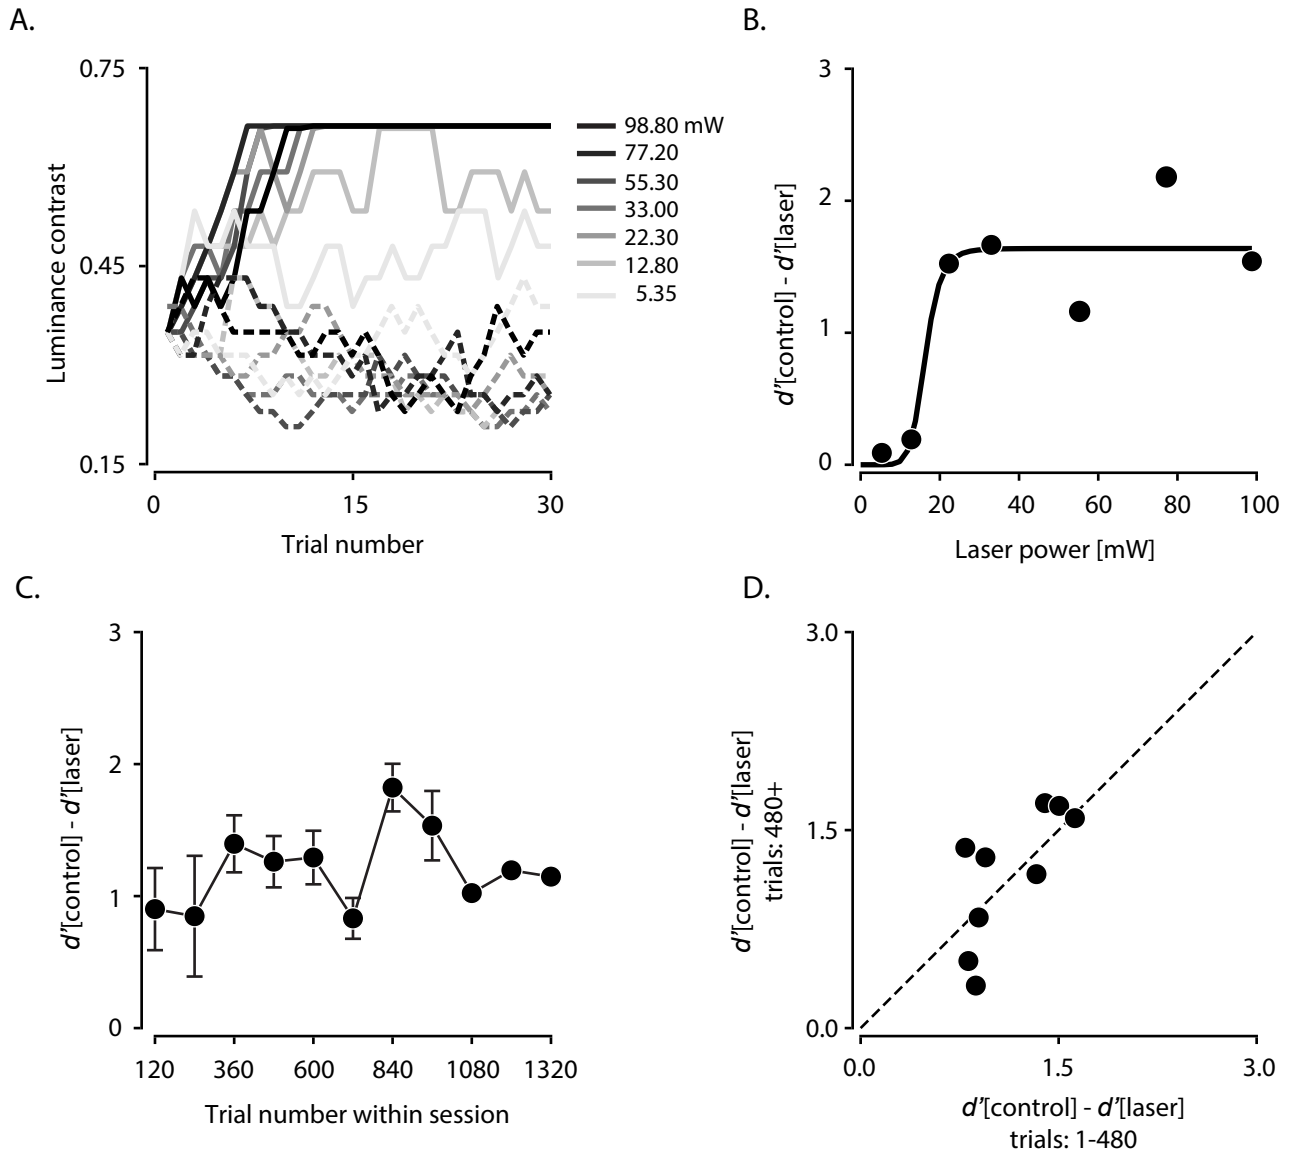 A.
0.75
0.45
0.15
Luminance contrast
0 15 30
Trial number
98.80 mW
77.20
55.30
33.00
22.30
12.80
5.35
B.
3
2
1
0
d'[control] - d'[laser]
0 20 40 60 80 100
Laser power [mW]
C.
3
2
1
0
d'[control] - d'[laser]
120 360 600 840 1080 1320
Trial number within session
D.
3.0
1.5
0.0
d'[control] - d'[laser]
trials: 480+
0.0 1.5 3.0
d'[control] - d'[laser]
trials: 1-480